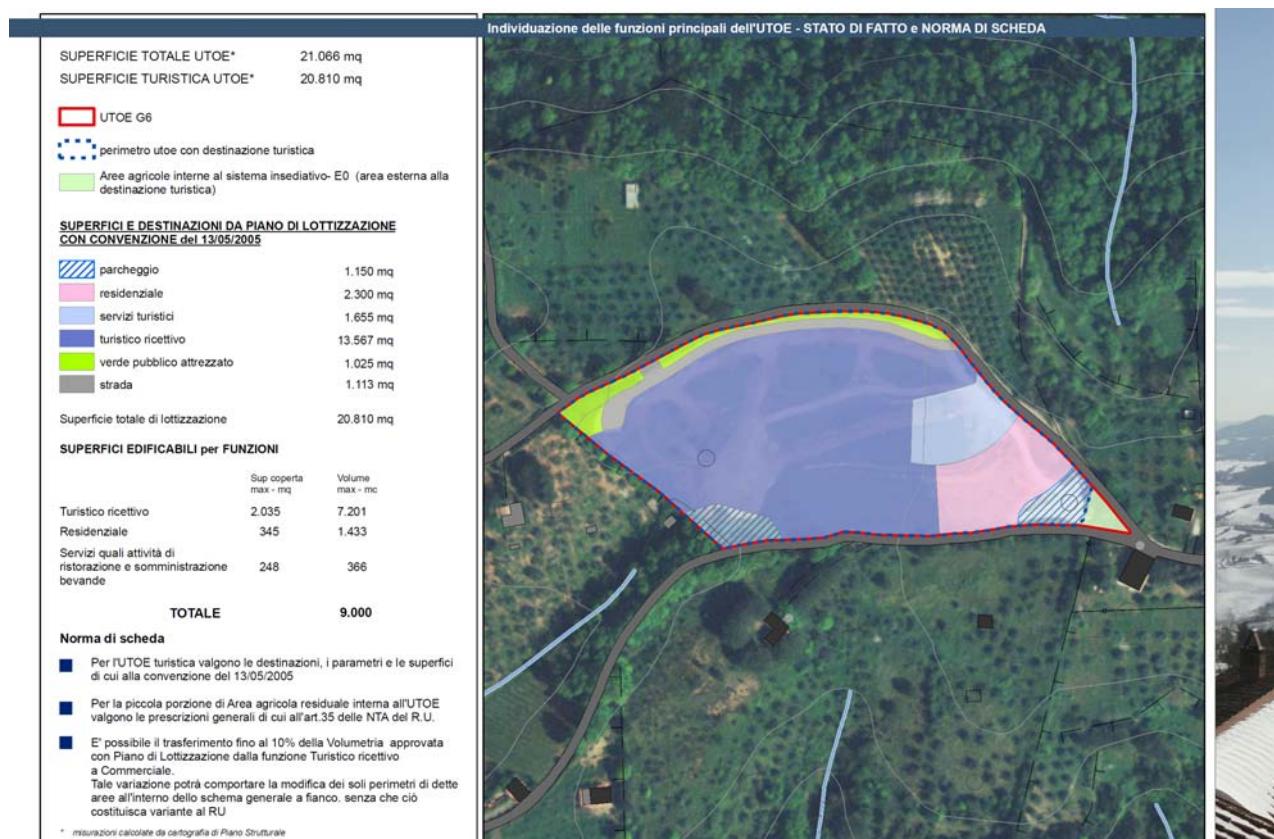 Individuazione delle funzioni principali dell'UTOE - STATO DI FATTO e NORMA DI SCHEDA
SUPERFICIE TOTALE UTOE* 21.066 mq
SUPERFICIE TURISTICA UTOE* 20.810 mq
UTOE G6
perimetro utoe con destinazione turistica
Aree agricole interne al sistema insediativo- E0 (area esterna alla
destinazione turistica)
SUPERFICI E DESTINAZIONI DA PIANO DI LOTTIZZAZIONE
CON CONVENZIONE del 13/05/2005
parcheggio 1.150 mq
residenziale 2.300 mq
servizi turistici 1.655 mq
turistico ricettivo 13.567 mq
verde pubblico attrezzato 1.025 mq
strada 1.113 mq
Superficie totale di lottizzazione 20.810 mq
SUPERFICI EDIFICABILI per FUNZIONI
Sup coperta Volume
max - mq max - mc
Turistico ricettivo 2.035 7.201
Residenziale 345 1.433
Servizi quali attività di
ristorazione e somministrazione 248 366
bevande
TOTALE 9.000
Norma di scheda
Per l'UTOE turistica valgono le destinazioni, i parametri e le superfici
di cui alla convenzione del 13/05/2005
Per la piccola porzione di Area agricola residuale interna all'UTOE
valgono le prescrizioni generali di cui all'art.35 delle NTA del R.U.
E' possibile il trasferimento fino al 10% della Volumetria approvata
con Piano di Lottizzazione dalla funzione Turistico ricettivo
a Commerciale.
Tale variazione potrà comportare la modifica dei soli perimetri di dette
aree all'interno dello schema generale a fianco. senza che ciò
costituisca variante al RU
* misurazioni calcolate da cartografia di Piano Strutturale